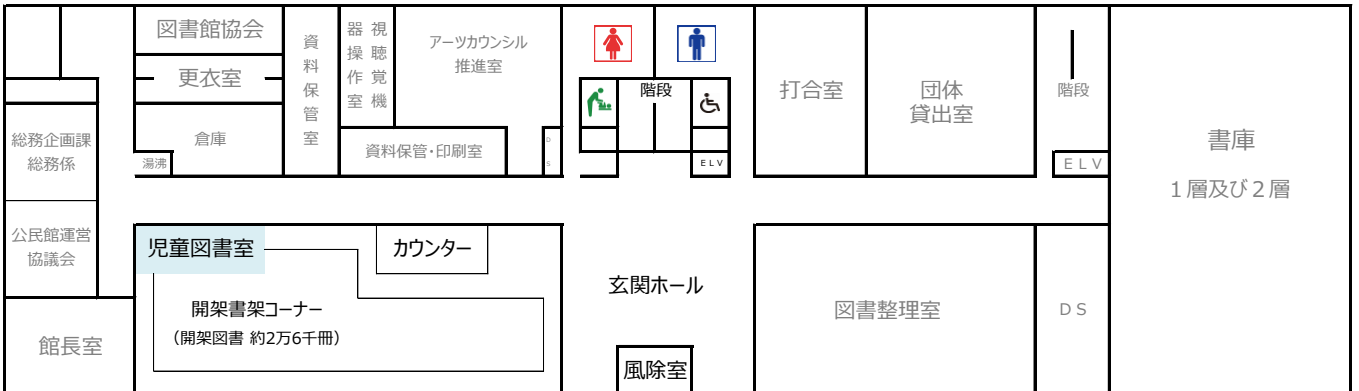 図書館協会
更衣室
倉庫
湯沸
資料保管室
視聴覚機
器操作室
アーツカウンシル
推進室
資料保管・印刷室
DS
階段
ELV
打合室
団体
貸出室
階段
ELV
書庫
1層及び2層
総務企画課
総務係
公民館運営
協議会
館長室
児童図書室
カウンター
開架書架コーナー
（開架図書 約2万6千冊）
玄関ホール
風除室
図書整理室
DS